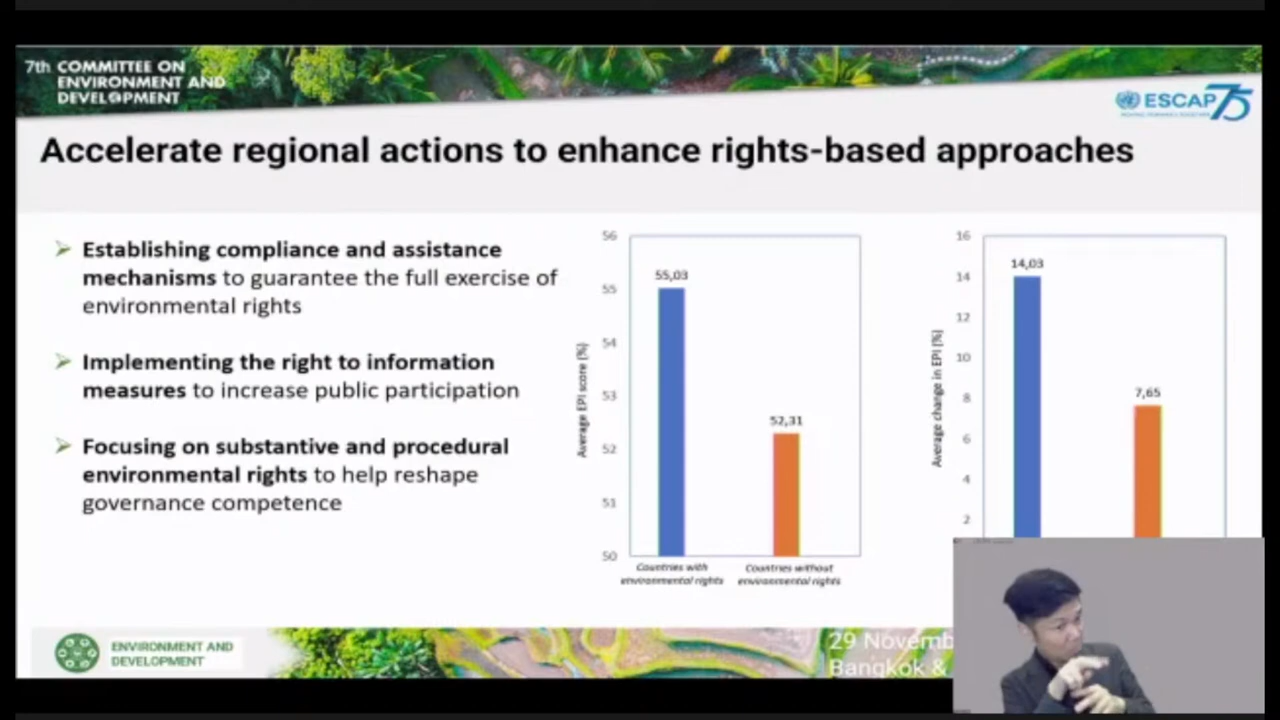 7th COMMITTEE ON
ENVIRONMENT AND
DEVELOPMENT
ESCAP 75
Accelerate regional actions to enhance rights-based approaches
Establishing compliance and assistance
mechanisms to guarantee the full exercise of
environmental rights
Implementing the right to information
measures to increase public participation
Focusing on substantive and procedural
environmental rights to help reshape
governance competence
Average EPI score (%)
56
55
54
53
52
51
50
55,03
52,31
Countries with
environmental rights
Countries without
environmental rights
Average change in EPI (%)
16
14
12
10
8
6
4
2
14,03
7,65
ENVIRONMENT AND
DEVELOPMENT
29 Novemb
Bangkok &